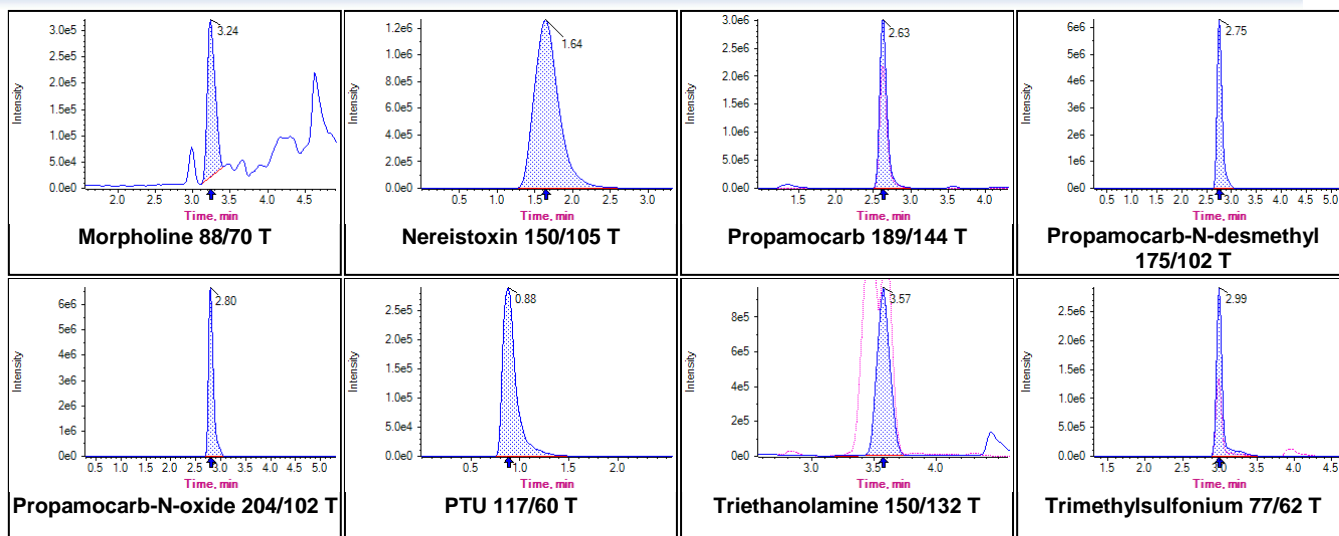 3.0e5
2.5e5
2.0e5
1.5e5
1.0e5
5.0e4
0.0e0
Intensity
3.24
2.0 2.5 3.0 3.5 4.0 4.5
Time, min
Morpholine 88/70 T
1.2e6
1.0e6
8.0e5
6.0e5
4.0e5
2.0e5
0.0e0
Intensity
1.64
0.5 1.0 1.5 2.0 2.5 3.0
Time, min
Nereistoxin 150/105 T
3.0e6
2.5e6
2.0e6
1.5e6
1.0e6
5.0e5
0.0e0
Intensity
2.63
1.5 2.0 2.5 3.0 3.5 4.0
Time, min
Propamocarb 189/144 T
6e6
5e6
4e6
3e6
2e6
1e6
0e0
Intensity
2.75
0.5 1.0 1.5 2.0 2.5 3.0 3.5 4.0 4.5 5.0
Time, min
Propamocarb-N-desmethyl
175/102 T
6e6
5e6
4e6
3e6
2e6
1e6
0e0
Intensity
2.80
0.5 1.0 1.5 2.0 2.5 3.0 3.5 4.0 4.5 5.0
Time, min
Propamocarb-N-oxide 204/102 T
2.5e5
2.0e5
1.5e5
1.0e5
5.0e4
0.0e0
Intensity
0.88
0.5 1.0 1.5 2.0
Time, min
PTU 117/60 T
8e5
6e5
4e5
2e5
0e0
Intensity
3.57
3.0 3.5 4.0
Time, min
Triethanolamine 150/132 T
2.5e6
2.0e6
1.5e6
1.0e6
5.0e5
0.0e0
Intensity
2.99
1.5 2.0 2.5 3.0 3.5 4.0 4.5
Time, min
Trimethylsulfonium 77/62 T